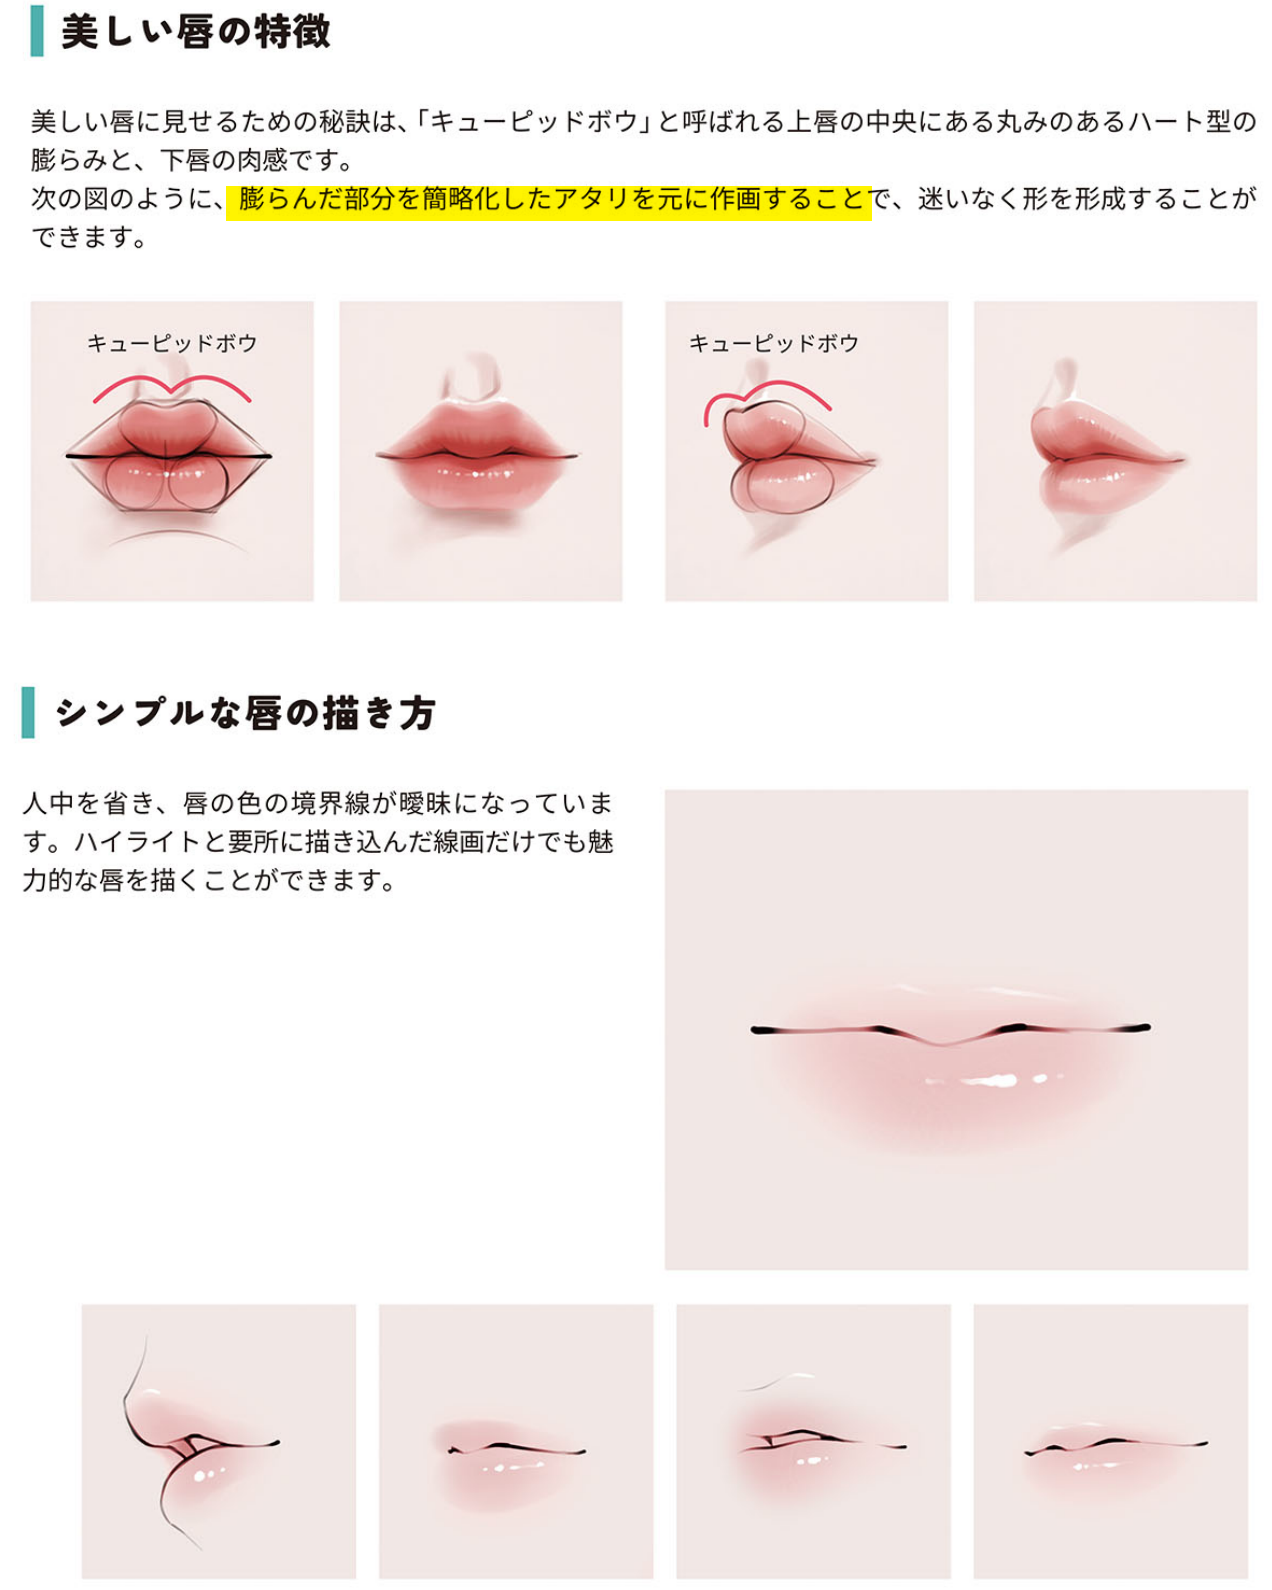 美しい唇の特徴
美しい唇に見せるための秘訣は、「キューピッドボウ」と呼ばれる上唇の中央にある丸みのあるハート型の
膨らみと、下唇の肉感です。
次の図のように、膨らんだ部分を簡略化したアタリを元に作画することで、迷いなく形を形成することが
できます。
キューピッドボウ
キューピッドボウ
シンプルな唇の描き方
人中を省き、唇の色の境界線が曖昧になっていま
す。ハイライトと要所に描き込んだ線画だけでも魅
力的な唇を描くことができます。